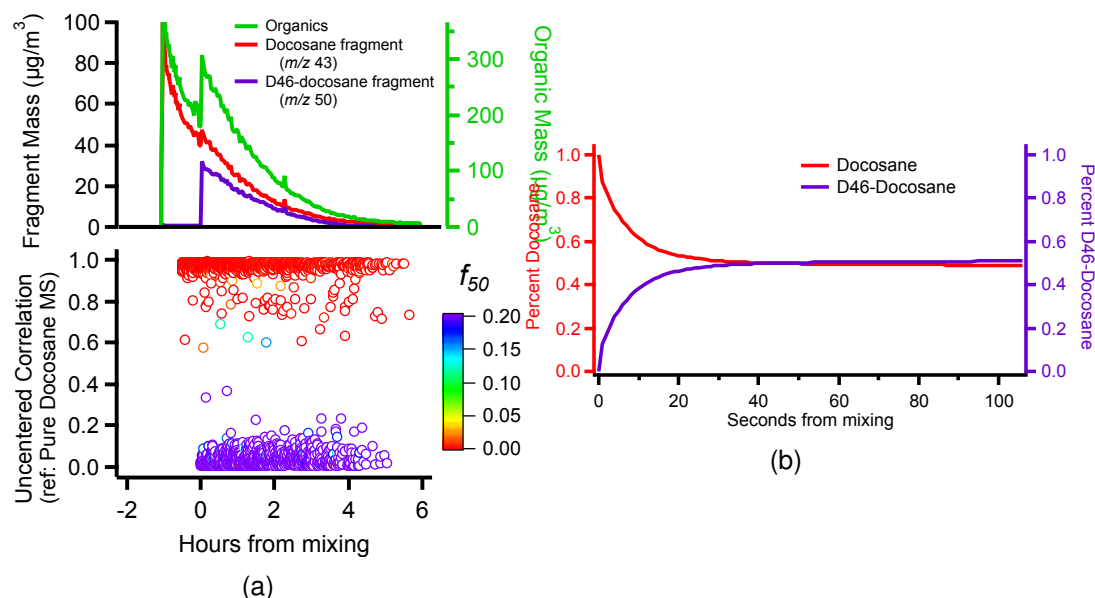 Fragment Mass (µg/m³)
100
80
60
40
20
0
Organics
Docosane fragment
(m/z 43)
D46-docosane fragment
(m/z 50)
300
200
100
0
Organic Mass (µg/m³)
Uncentered Correlation
(ref. Pure Docosane MS)
1.0
0.8
0.6
0.4
0.2
0.0
f50
0.20
0.15
0.10
0.05
0.00
-2 0 2 4 6
Hours from mixing
(a)
Percent Docosane
1.0
0.8
0.6
0.4
0.2
0.0
Docosane
D46-Docosane
1.0
0.8
0.6
0.4
0.2
0.0
Percent D46-Docosane
0 20 40 60 80 100
Seconds from mixing
(b)